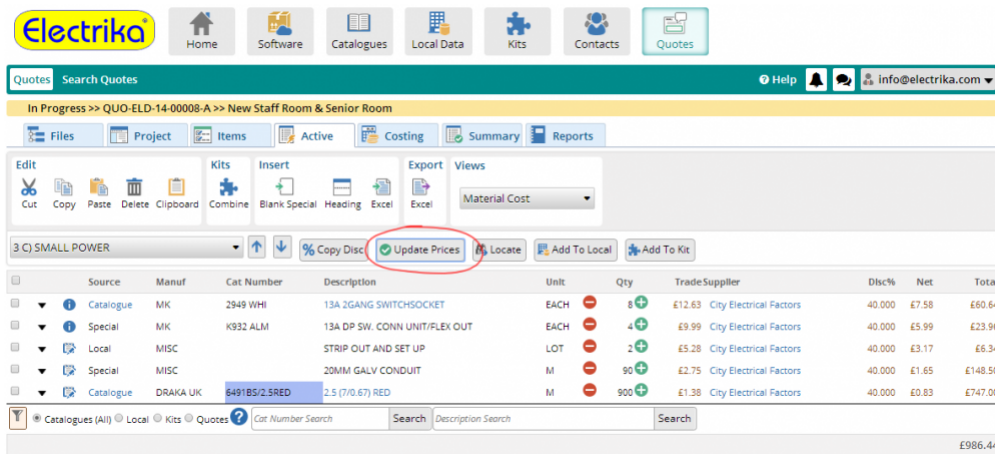 Electrika®
Home
Software
Catalogues
Local Data
Kits
Contacts
Quotes
Quotes Search Quotes
? Help
info@electrika.com
In Progress >> QUO-ELD-14-00008-A >> New Staff Room & Senior Room
Files
Project
Items
Active
Costing
Summary
Reports
Edit Kits Insert Export Views
Cut Copy Paste Delete Clipboard Combine Blank Special Heading Excel Excel
Material Cost
3 C) SMALL POWER
% Copy Disc
Update Prices
Locate
Add To Local
Add To Kit
Source Manuf Cat Number Description Unit Qty Trade Supplier Disc% Net Tota
Catalogue MK 2949 WHI 13A 2GANG SWITCHSOCKET EACH 8 £12.63 City Electrical Factors 40.000 £7.58 £60.64
Special MK K932 ALM 13A DP SW. CONN UNIT/FLEX OUT EACH 4 £9.99 City Electrical Factors 40.000 £5.99 £23.96
Local MISC STRIP OUT AND SET UP LOT 2 £5.28 City Electrical Factors 40.000 £3.17 £6.34
Special MISC 20MM GALV CONDUIT M 90 £2.75 City Electrical Factors 40.000 £1.65 £148.50
Catalogue DRAKA UK 6491BS/2.5RED 2.5 (7/0.67) RED M 900 £1.38 City Electrical Factors 40.000 £0.83 £747.00
Catalogues (All) Local Kits Quotes ? Cat Number Search Search Description Search Search
£986.44